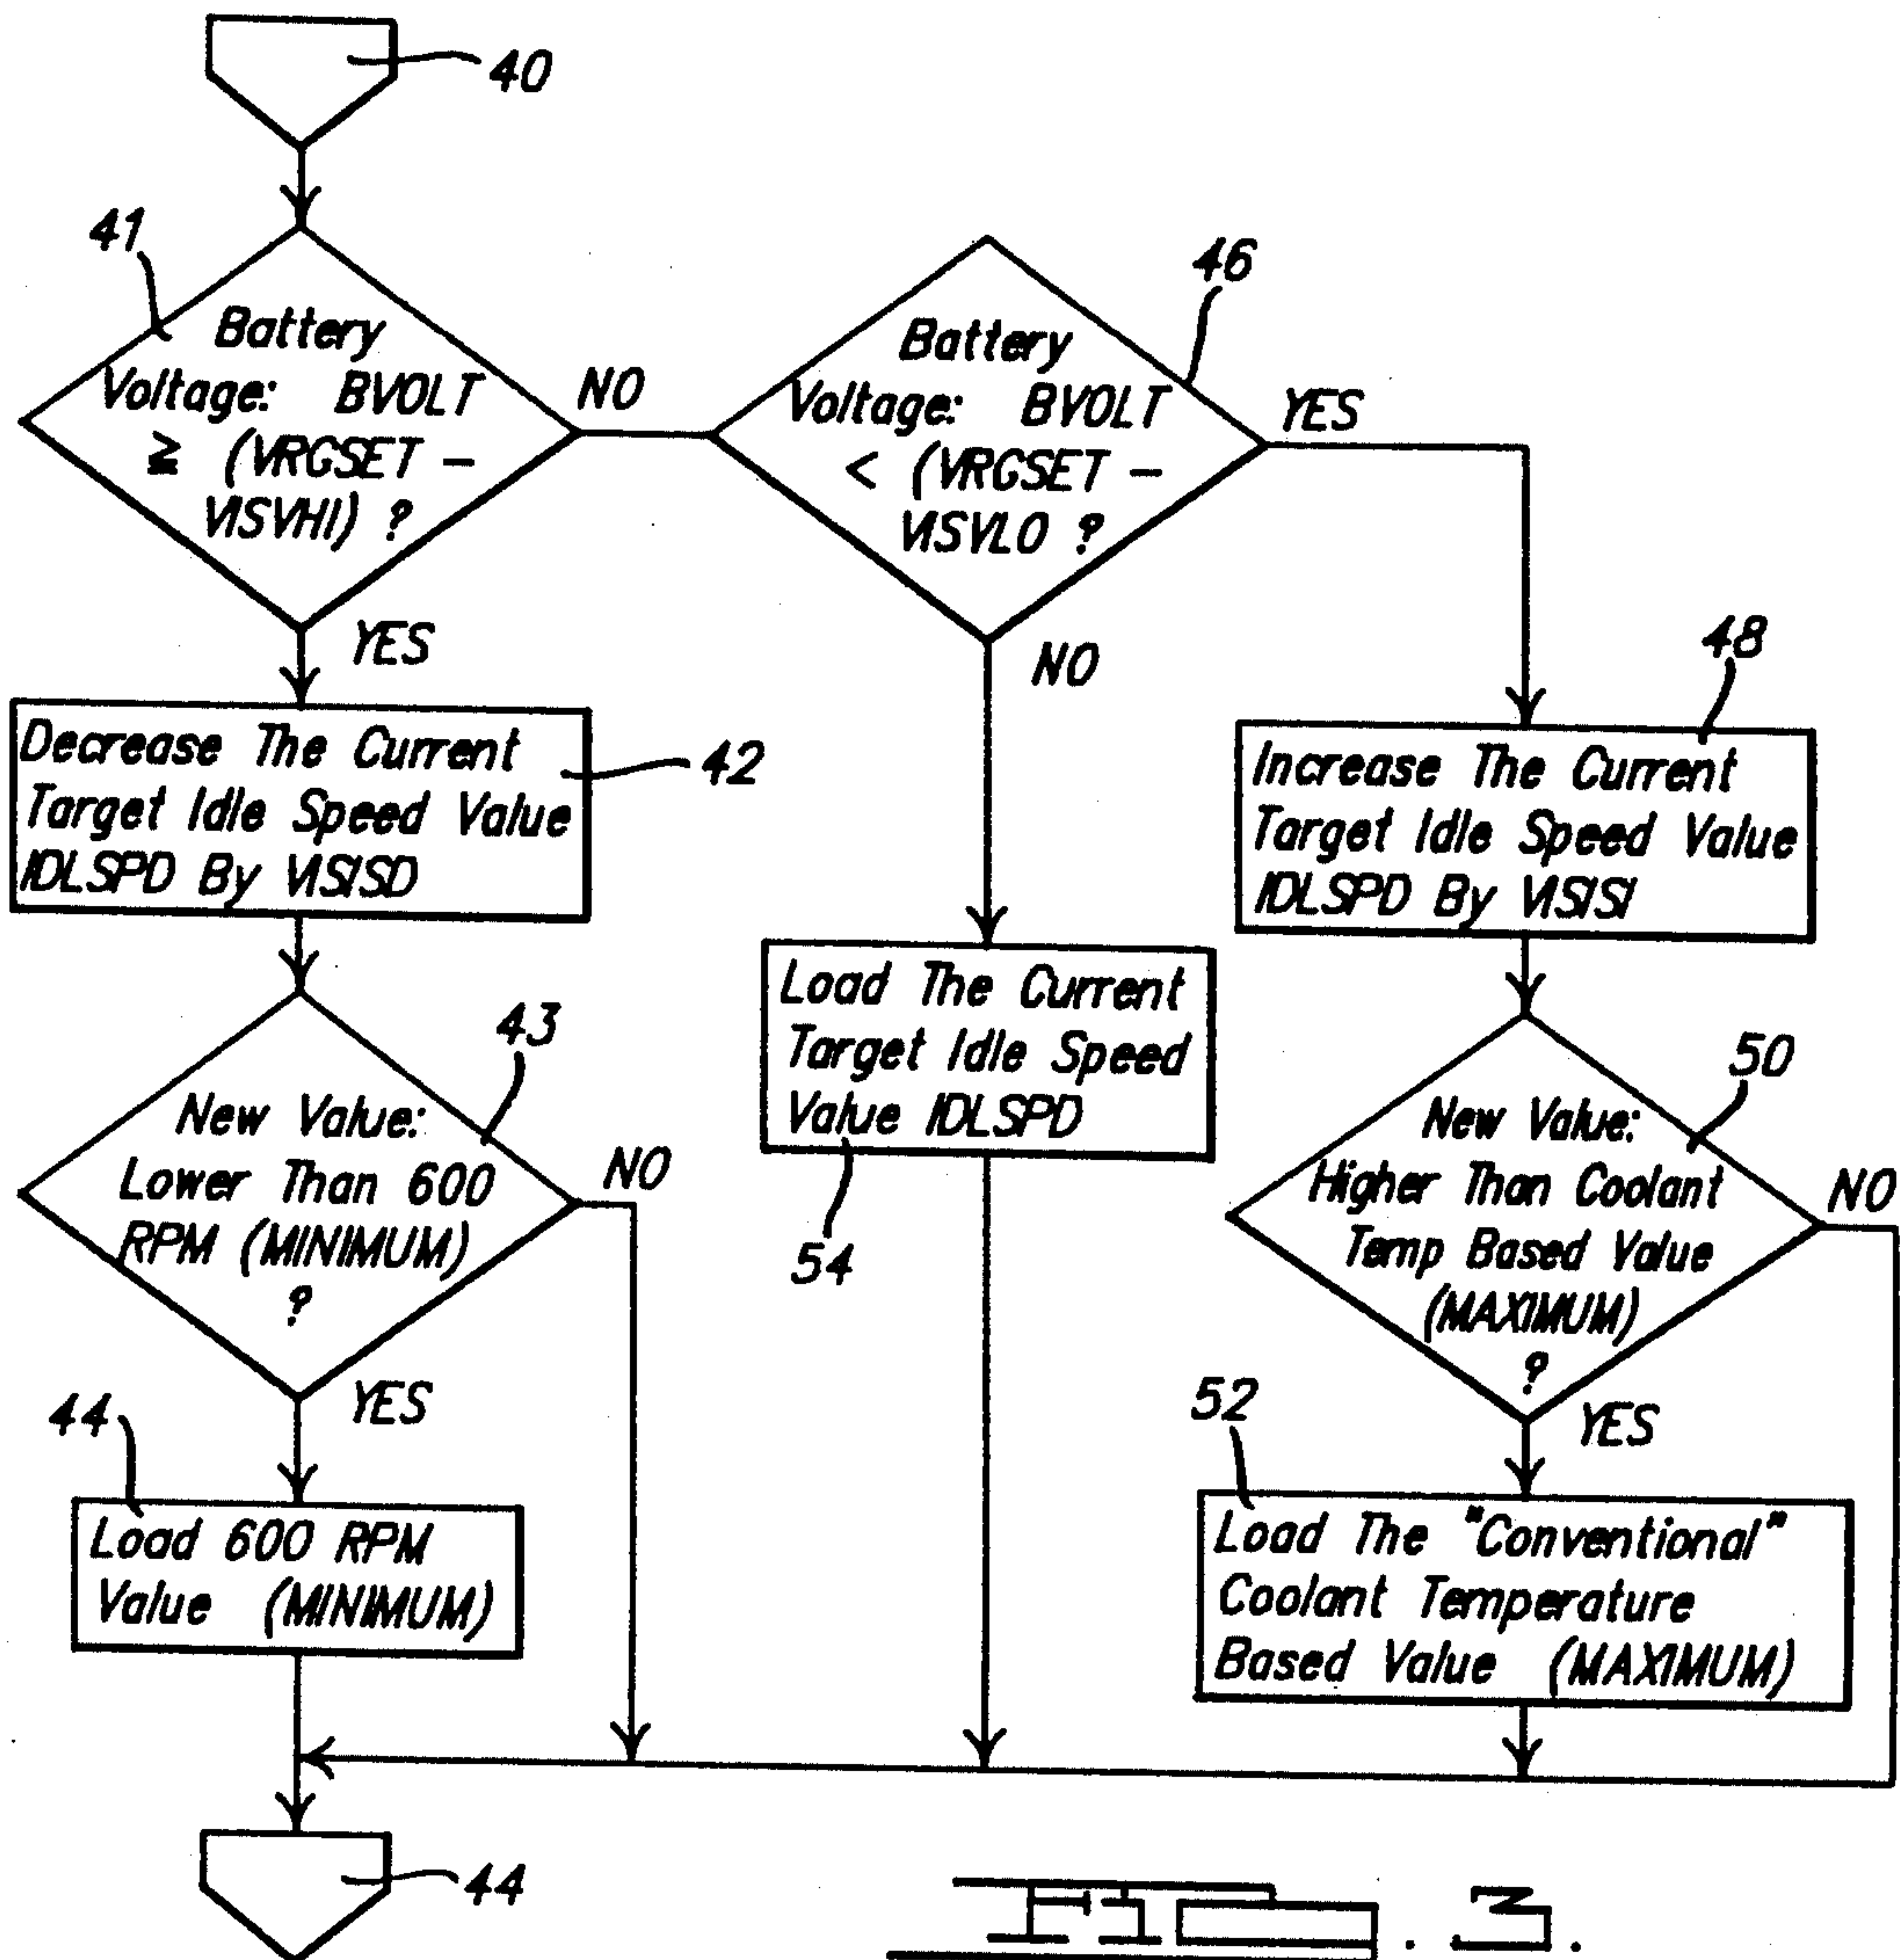 40
41
Battery
Voltage: BVOLT
≧ (VRGSET -
VISVHI) ?
NO
YES
46
Battery
Voltage: BVOLT
< (VRGSET -
VISVLO ?
YES
NO
Decrease The Current
Target Idle Speed Value
IDLSPD By VISISD
42
48
Increase The Current
Target Idle Speed Value
IDLSPD By VISISI
43
New Value:
Lower Than 600
RPM (MINIMUM)
?
NO
YES
Load The Current
Target Idle Speed
Value IDLSPD
54
50
New Value:
Higher Than Coolant
Temp Based Value
(MAXIMUM)
?
NO
YES
44
Load 600 RPM
Value (MINIMUM)
52
Load The "Conventional"
Coolant Temperature
Based Value (MAXIMUM)
44
FIG. 3.